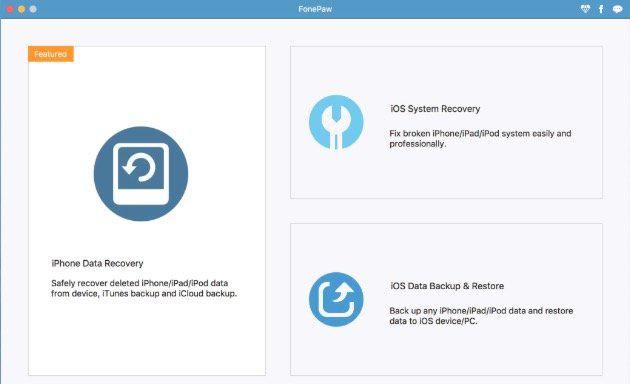 FonePaw
Featured
iPhone Data Recovery
Safely recover deleted iPhone/iPad/iPod data
from device, iTunes backup and iCloud backup.
iOS System Recovery
Fix broken iPhone/iPad/iPod system easily and
professionally.
iOS Data Backup & Restore
Back up any iPhone/iPad/iPod data and restore
data to iOS device/PC.